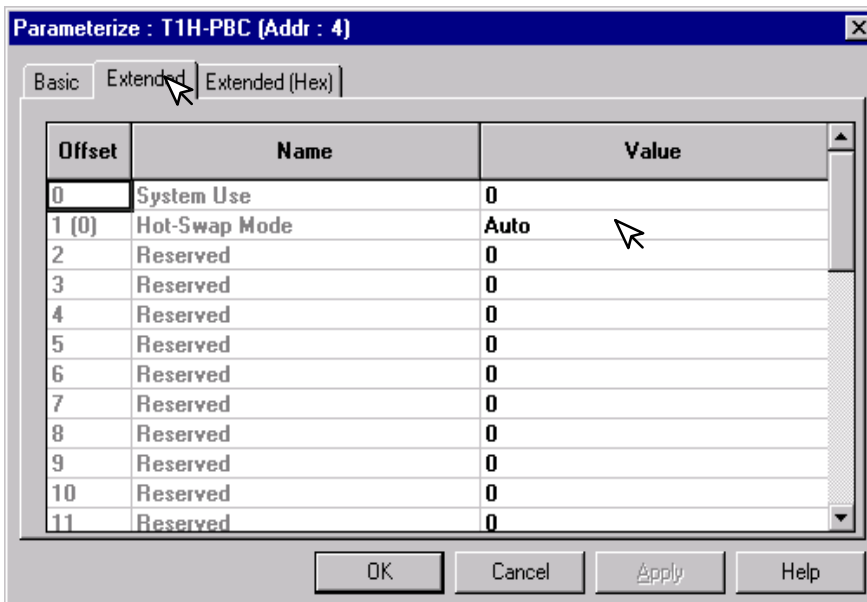 Parameterize : T1H-PBC (Addr : 4)
Basic Extended Extended (Hex)
Offset Name Value
0 System Use 0
1 (0) Hot-Swap Mode Auto
2 Reserved 0
3 Reserved 0
4 Reserved 0
5 Reserved 0
6 Reserved 0
7 Reserved 0
8 Reserved 0
9 Reserved 0
10 Reserved 0
11 Reserved 0
OK Cancel Apply Help